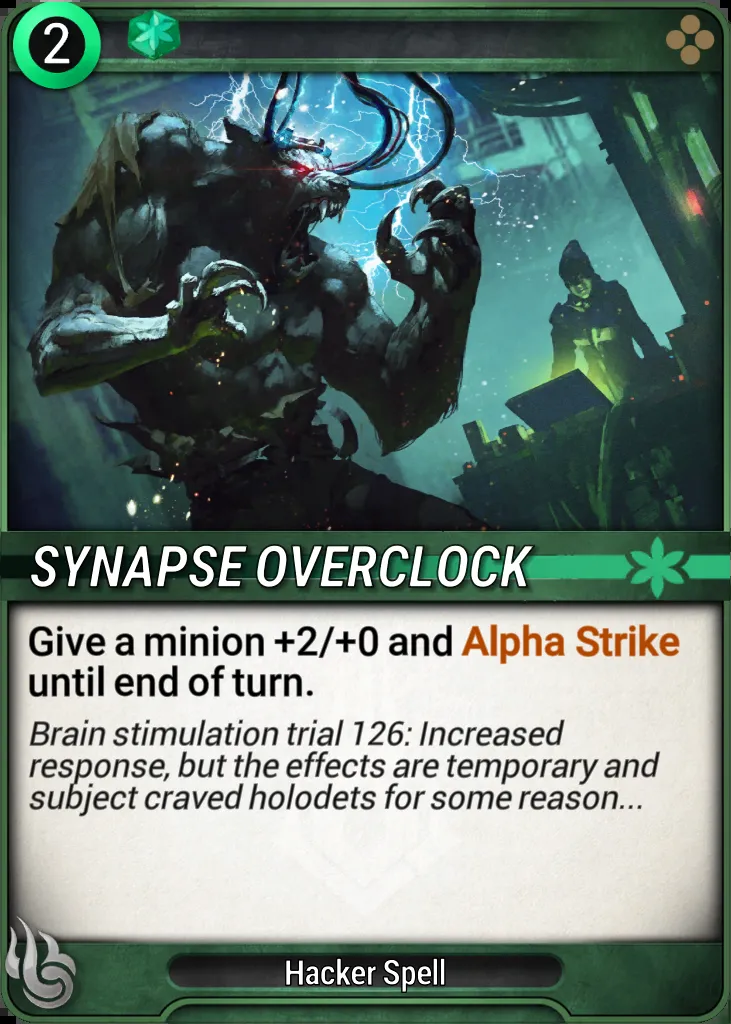 2
SYNAPSE OVERCLOCK
Give a minion +2/+0 and Alpha Strike
until end of turn.
Brain stimulation trial 126: Increased
response, but the effects are temporary and
subject craved holodets for some reason...
Hacker Spell